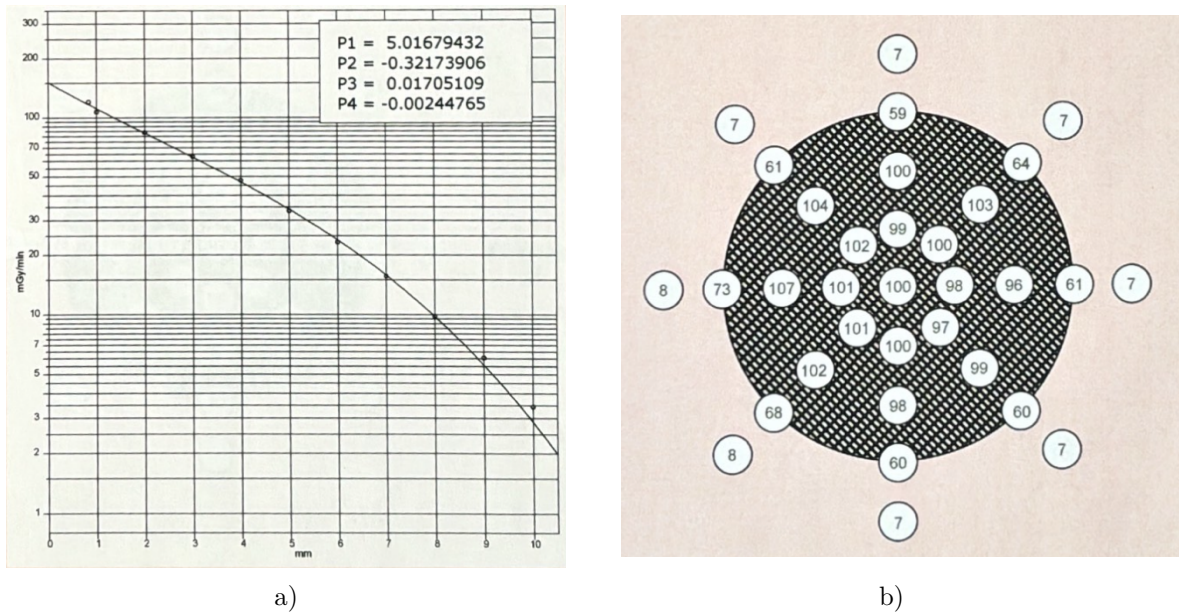 P1 = 5.01679432
P2 = -0.32173906
P3 = 0.01705109
P4 = -0.00244765
300
200
100
70
50
30
20
10
7
5
3
2
1
mGy/min
0 1 2 3 4 5 6 7 8 9 10
mm
a)
7
59
7 7
61 64
100
104 103
99
102 100
8 73 107 101 100 98 96 61 7
101 97
100
102 99
98
68 60
8 7
60
7
b)